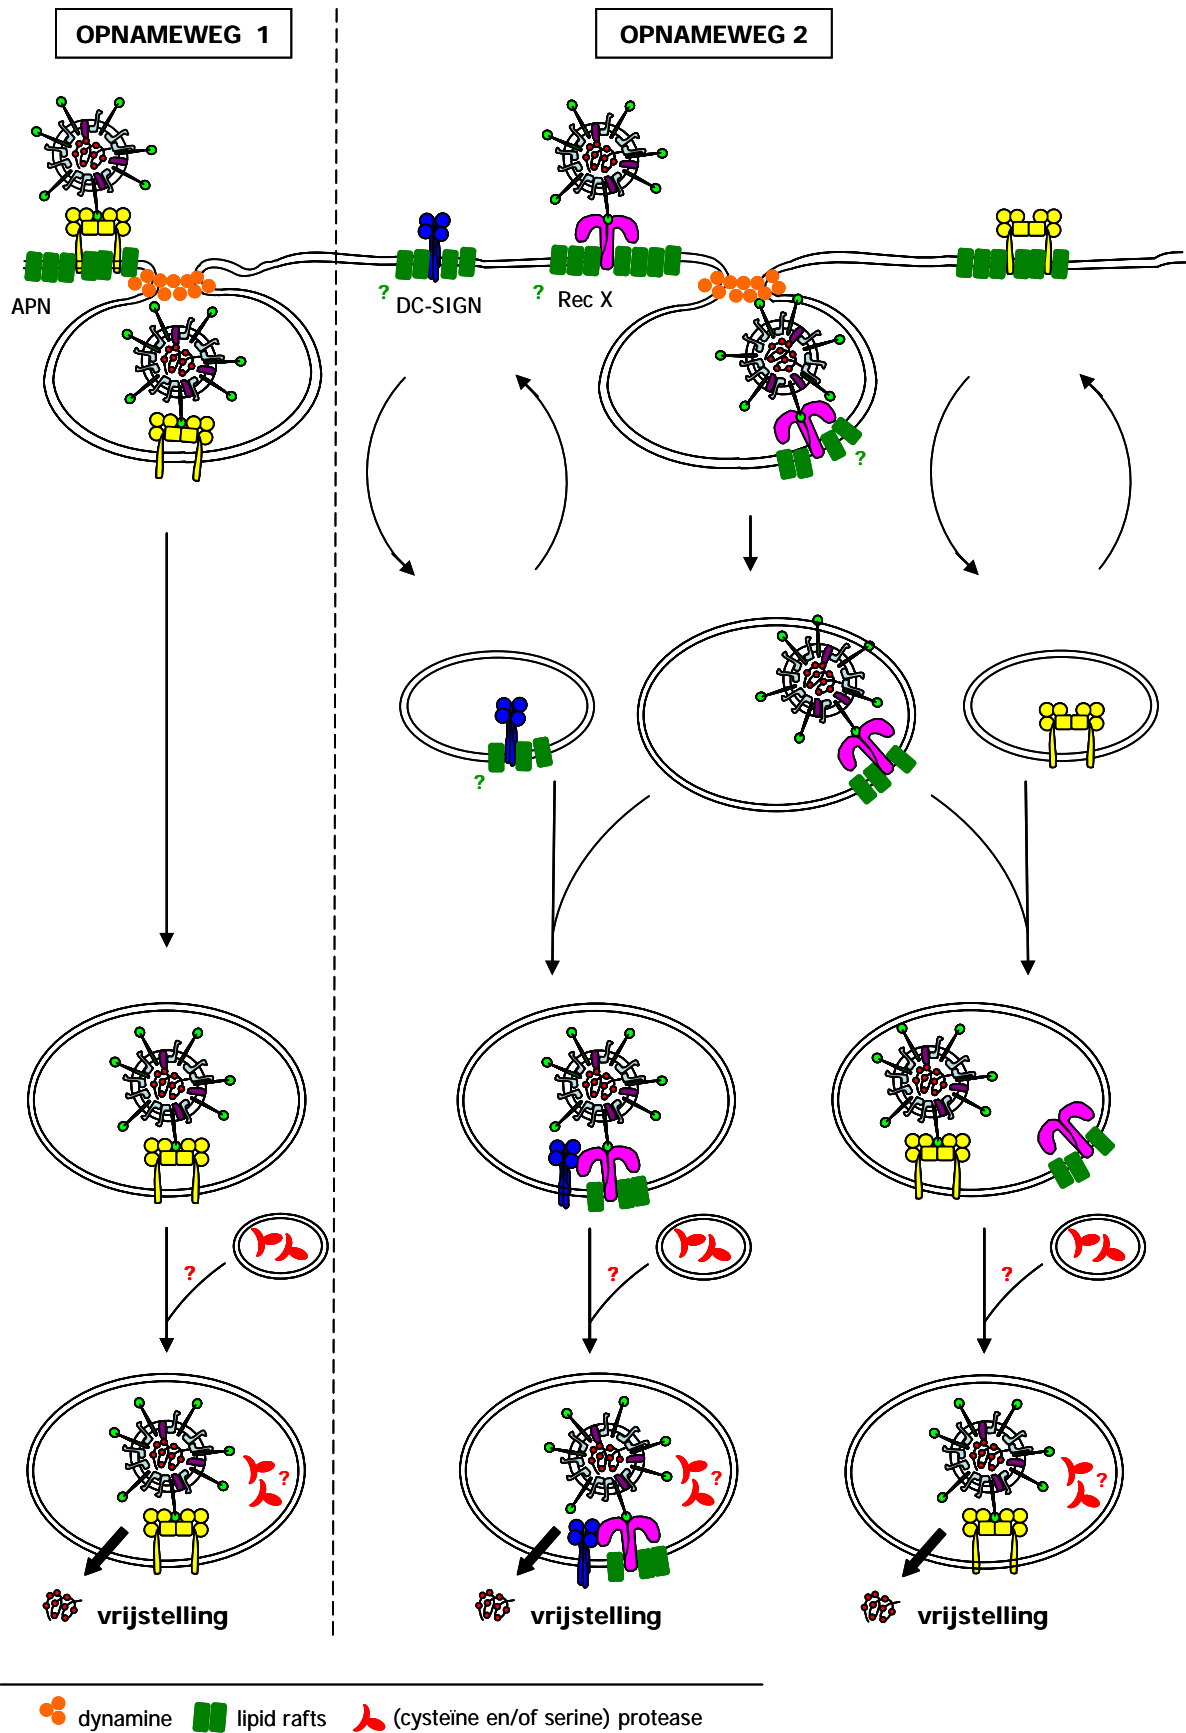 OPNAMEWEG 1
OPNAMEWEG 2
APN
?
DC-SIGN
?
Rec X
?
?
?
?
?
?
?
?
vrijstelling
vrijstelling
vrijstelling
dynamine
lipid rafts
(cysteïne en/of serine) protease